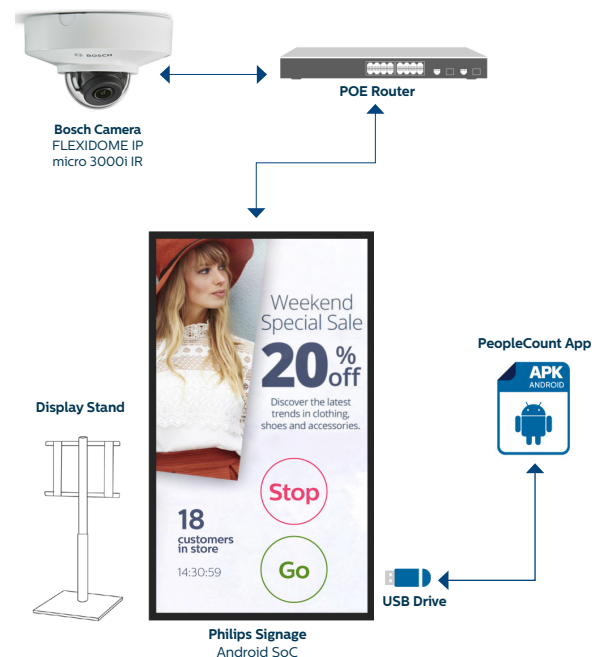 BOSCH
POE Router
Bosch Camera
FLEXIDOME IP
micro 3000i IR
Weekend
Special Sale
20%
off
Discover the latest
trends in clothing,
shoes and accessories.
PeopleCount App
APK
ANDROID
Display Stand
Stop
18
customers
in store
14:30:59
Go
USB Drive
Philips Signage
Android SoC